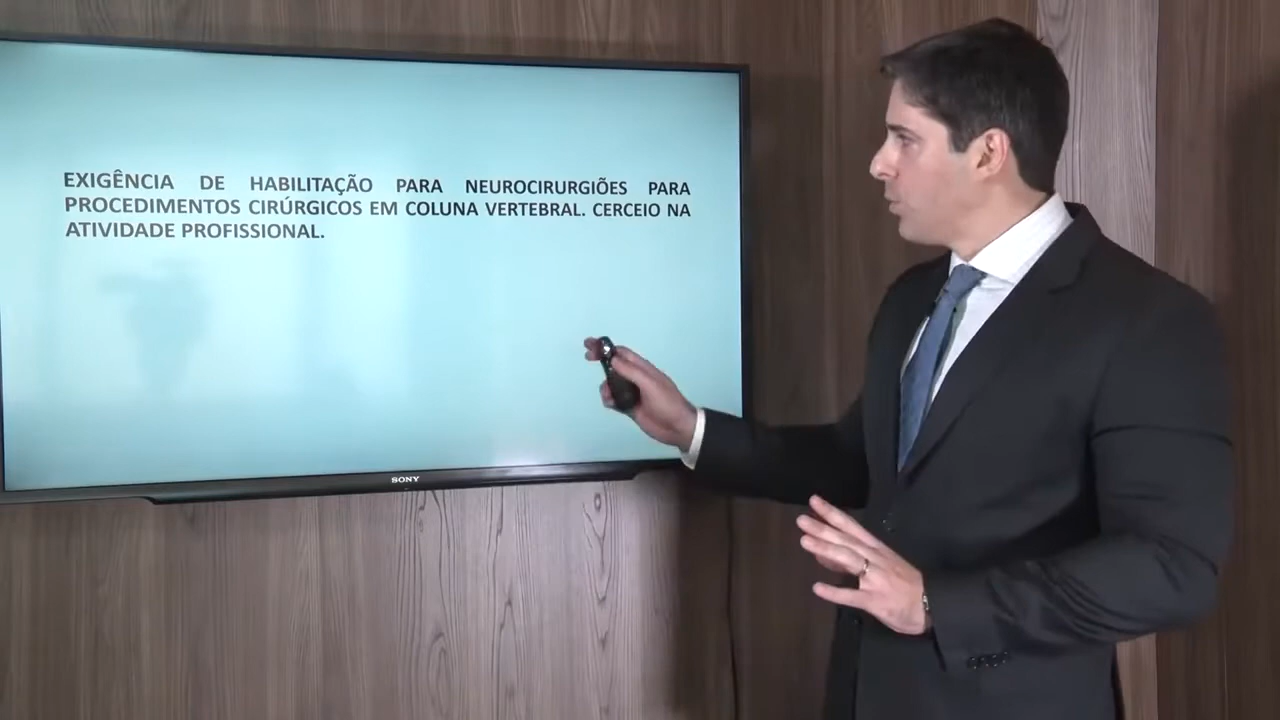 EXIGÊNCIA DE HABILITAÇÃO PARA NEUROCIRURGIÕES PARA
PROCEDIMENTOS CIRÚRGICOS EM COLUNA VERTEBRAL. CERCEIO NA
ATIVIDADE PROFISSIONAL.
SONY